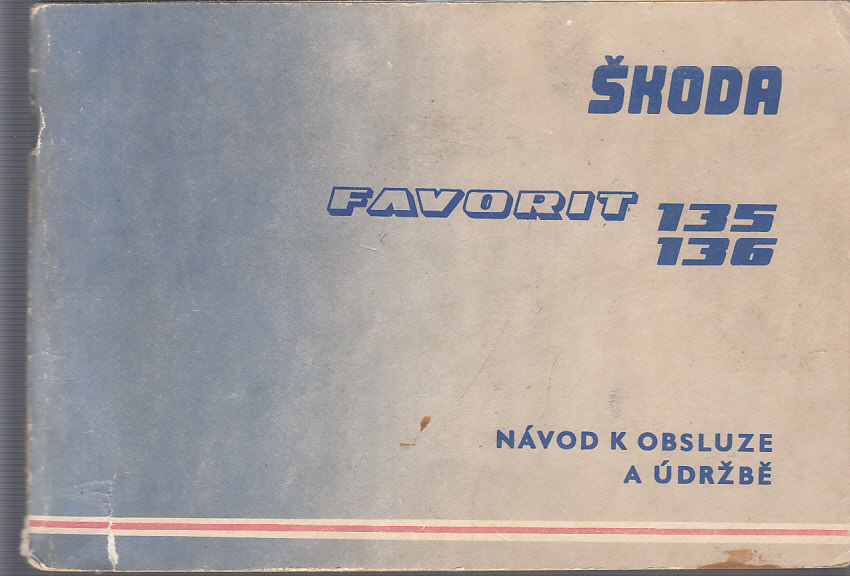 ŠKODA
FAVORIT 135
136
NÁVOD K OBSLUZE
A ÚDRŽBĚ